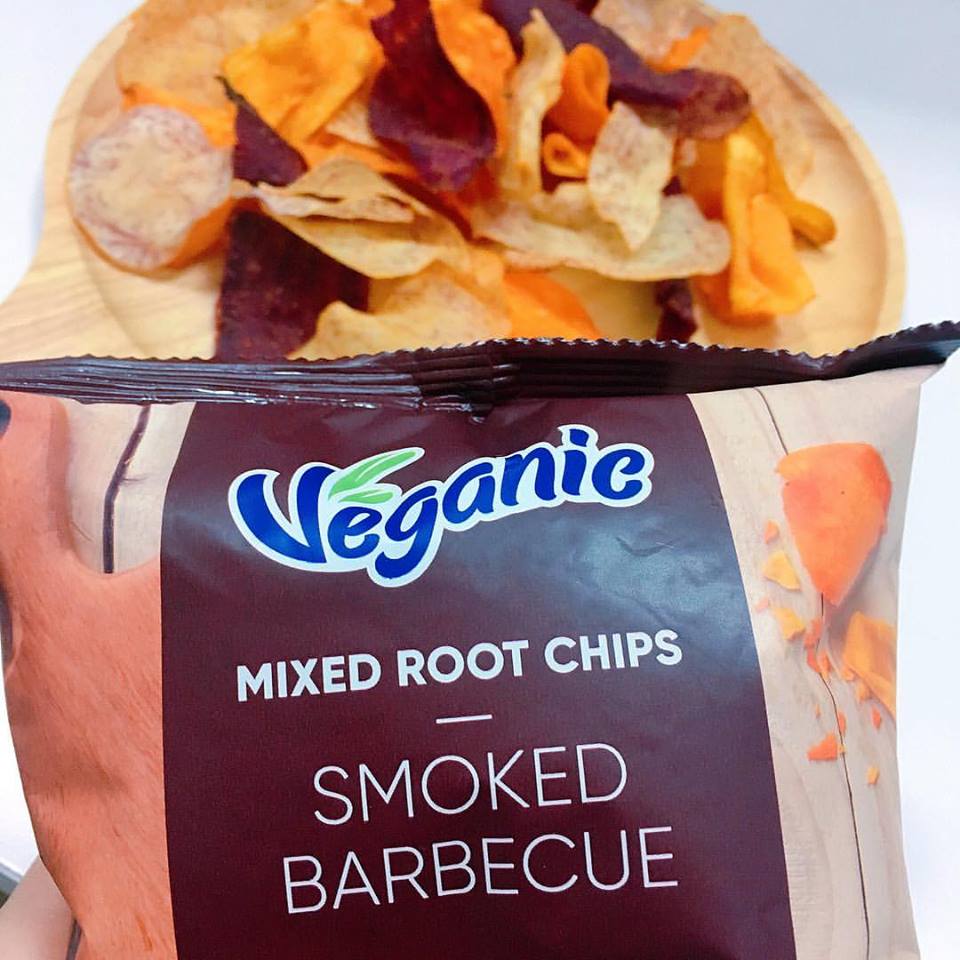 Veganic
MIXED ROOT CHIPS
SMOKED
BARBECUE